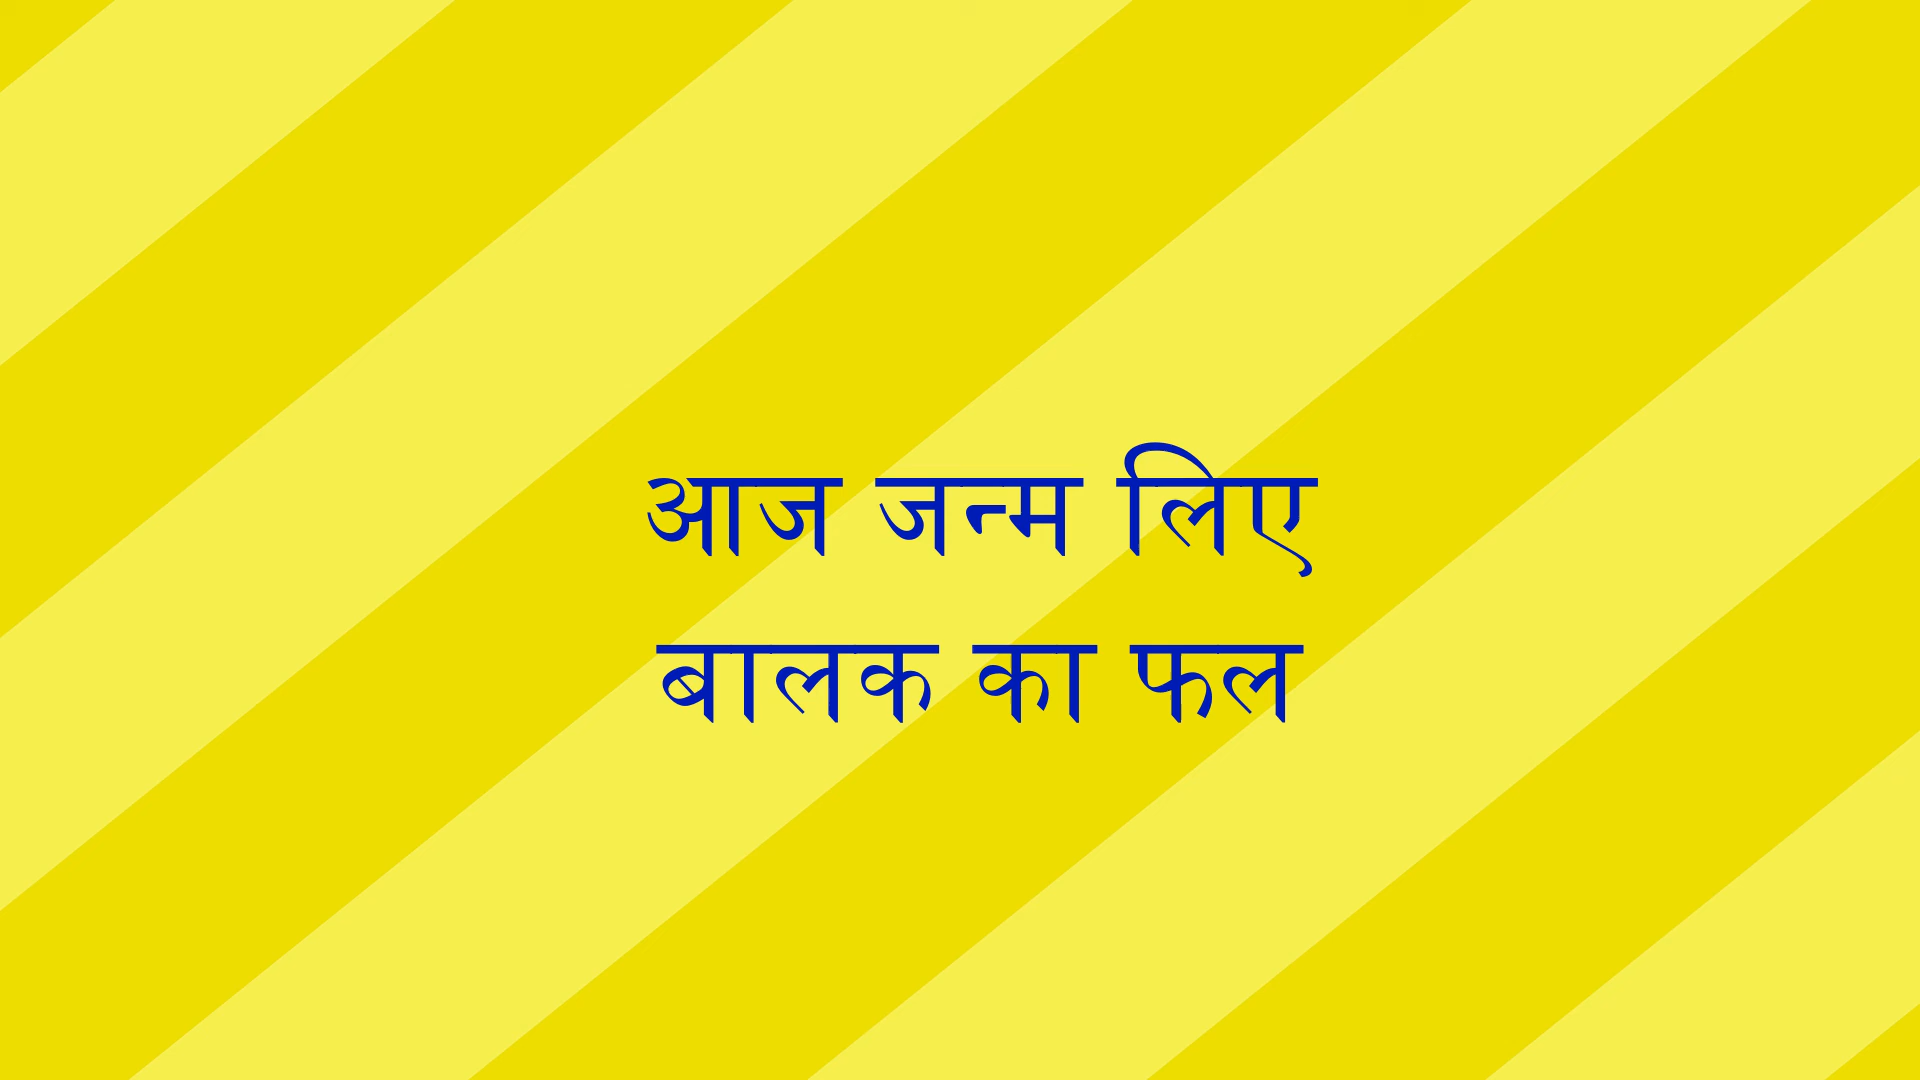 आज जन्म लिए
बालक का फल